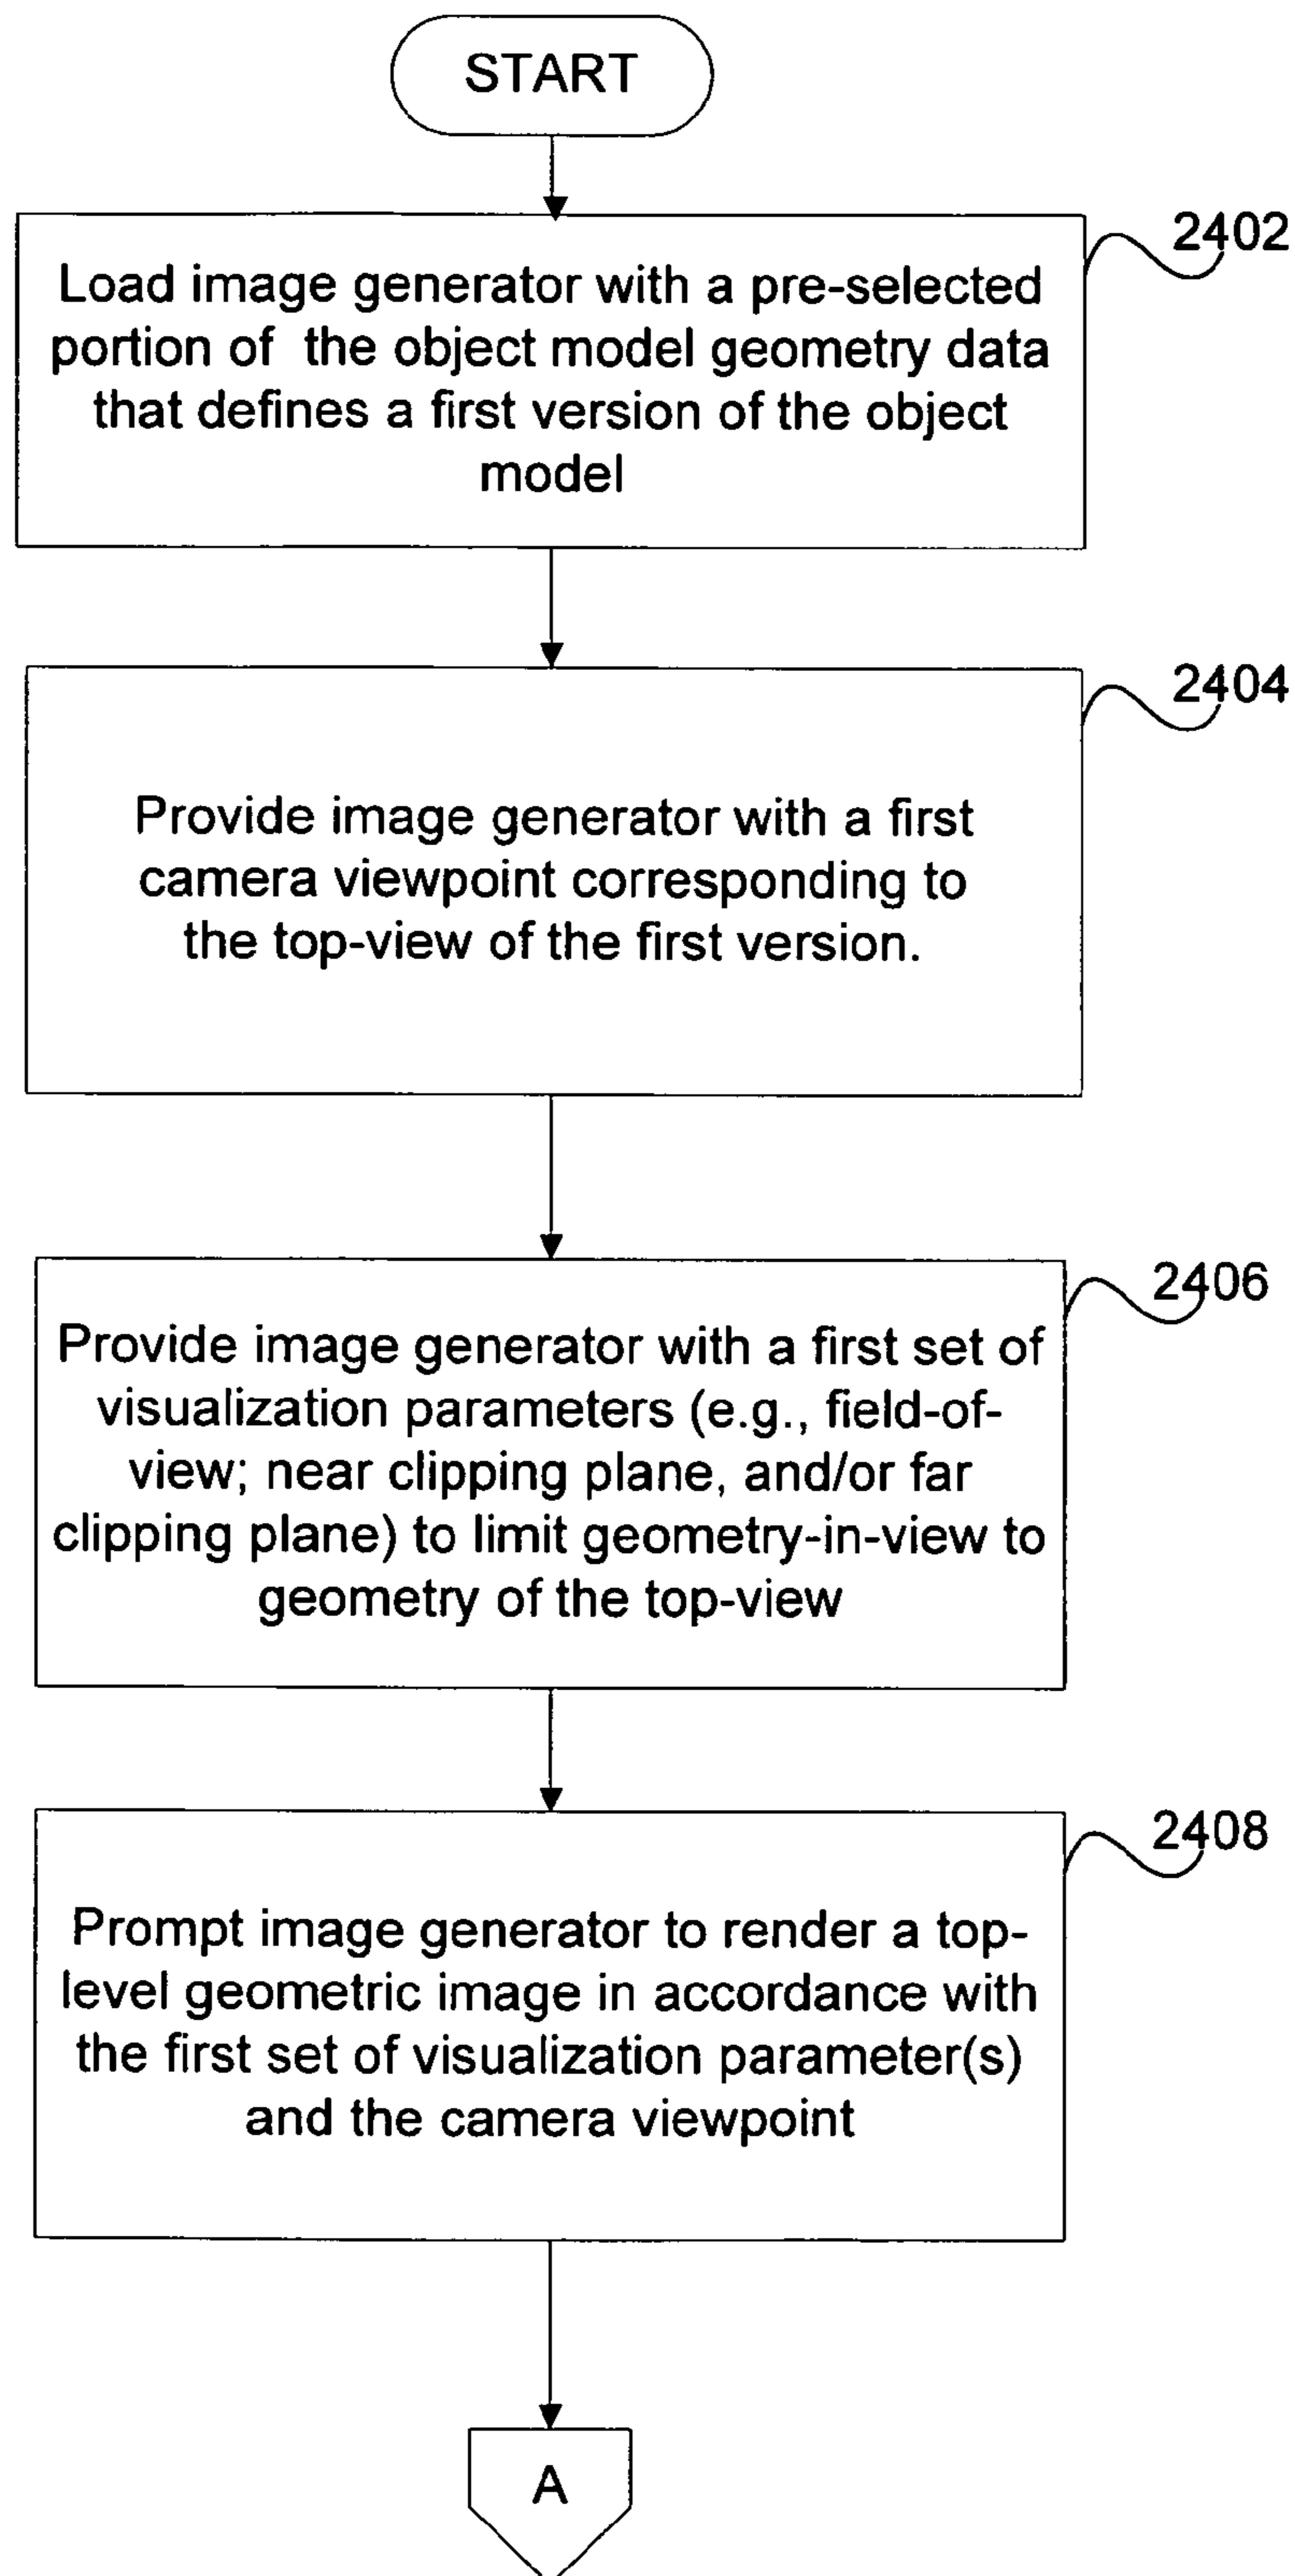 START
2402
Load image generator with a pre-selected
portion of the object model geometry data
that defines a first version of the object
model
2404
Provide image generator with a first
camera viewpoint corresponding to
the top-view of the first version.
2406
Provide image generator with a first set of
visualization parameters (e.g., field-of-
view; near clipping plane, and/or far
clipping plane) to limit geometry-in-view to
geometry of the top-view
2408
Prompt image generator to render a top-
level geometric image in accordance with
the first set of visualization parameter(s)
and the camera viewpoint
A